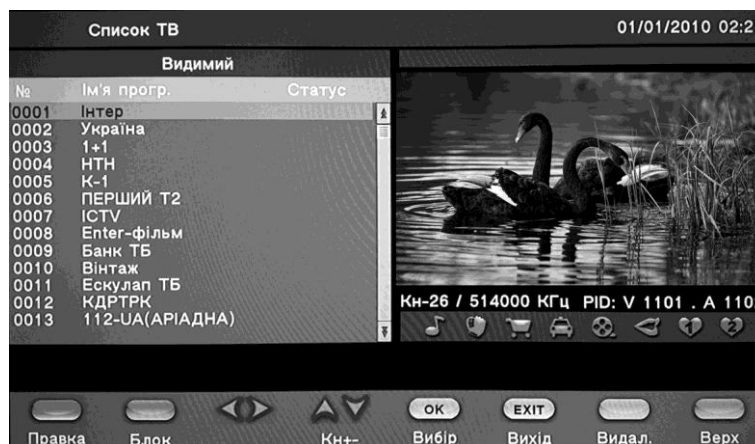 Список ТВ
01/01/2010 02:2
Видимий
№ Ім'я прогр. Статус
0001 Інтер
0002 Україна
0003 1+1
0004 НТН
0005 К-1
0006 ПЕРШИЙ Т2
0007 ICTV
0008 Enter-фільм
0009 Банк ТБ
0010 Вінтаж
0011 Ескулап ТБ
0012 КДРТРК
0013 112-UA(АРІАДНА)
Кн-26 / 514000 КГц PID: V 1101 . A 110
1 2
OK EXIT
Правка Блок Кн+- Вибір Вихід Видал. Верх